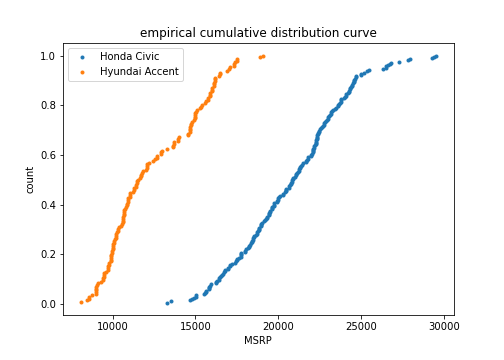 empirical cumulative distribution curve
Honda Civic
Hyundai Accent
1.0
0.8
0.6
0.4
0.2
0.0
count
10000 15000 20000 25000 30000
MSRP